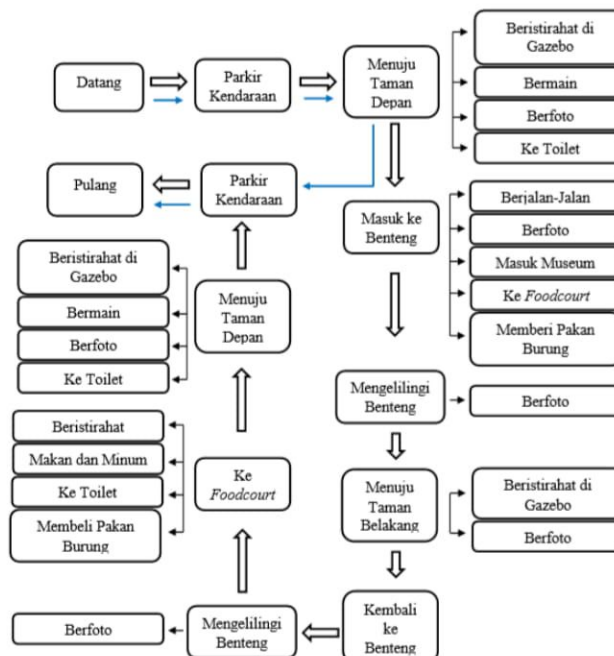 Datang
Parkir
Kendaraan
Menuju
Taman
Depan
Beristirahat di
Gazebo
Bermain
Berfoto
Ke Toilet
Pulang
Parkir
Kendaraan
Masuk ke
Benteng
Berjalan-Jalan
Berfoto
Masuk Museum
Ke Foodcourt
Memberi Pakan
Burung
Beristirahat di
Gazebo
Bermain
Berfoto
Ke Toilet
Menuju
Taman
Depan
Mengelilingi
Benteng
Berfoto
Beristirahat
Makan dan Minum
Ke Toilet
Membeli Pakan
Burung
Ke
Foodcourt
Menuju
Taman
Belakang
Beristirahat di
Gazebo
Berfoto
Berfoto
Mengelilingi
Benteng
Kembali
ke
Benteng